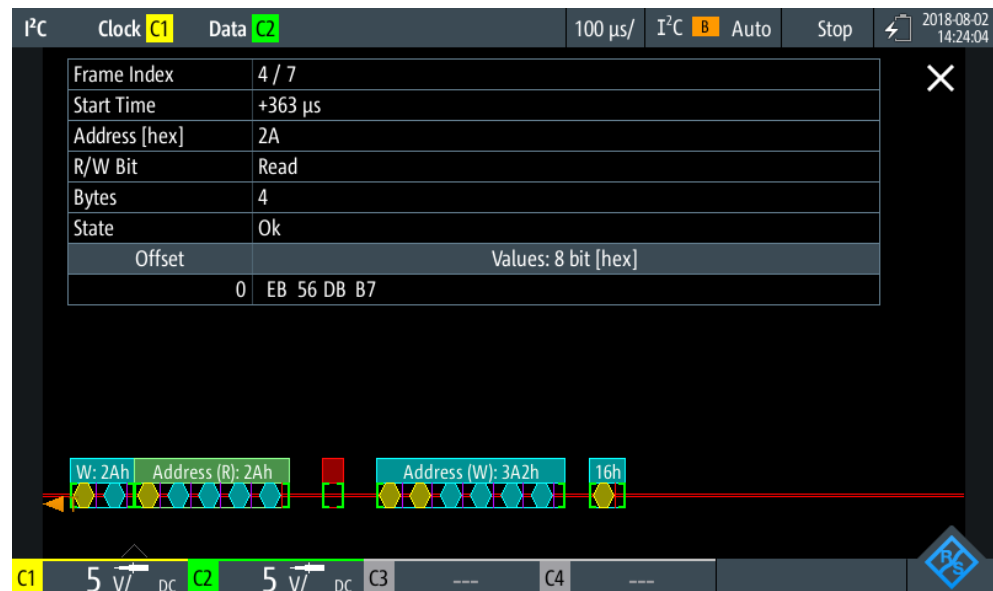 I²C Clock C1 Data C2 100 µs/ I²C B Auto Stop 2018-08-02
14:24:04
Frame Index 4 / 7
Start Time +363 µs
Address [hex] 2A
R/W Bit Read
Bytes 4
State Ok
Offset Values: 8 bit [hex]
0 EB 56 DB B7
W: 2Ah Address (R): 2Ah Address (W): 3A2h 16h
C1 5 V/ DC C2 5 V/ DC C3 --- C4 ---
R S